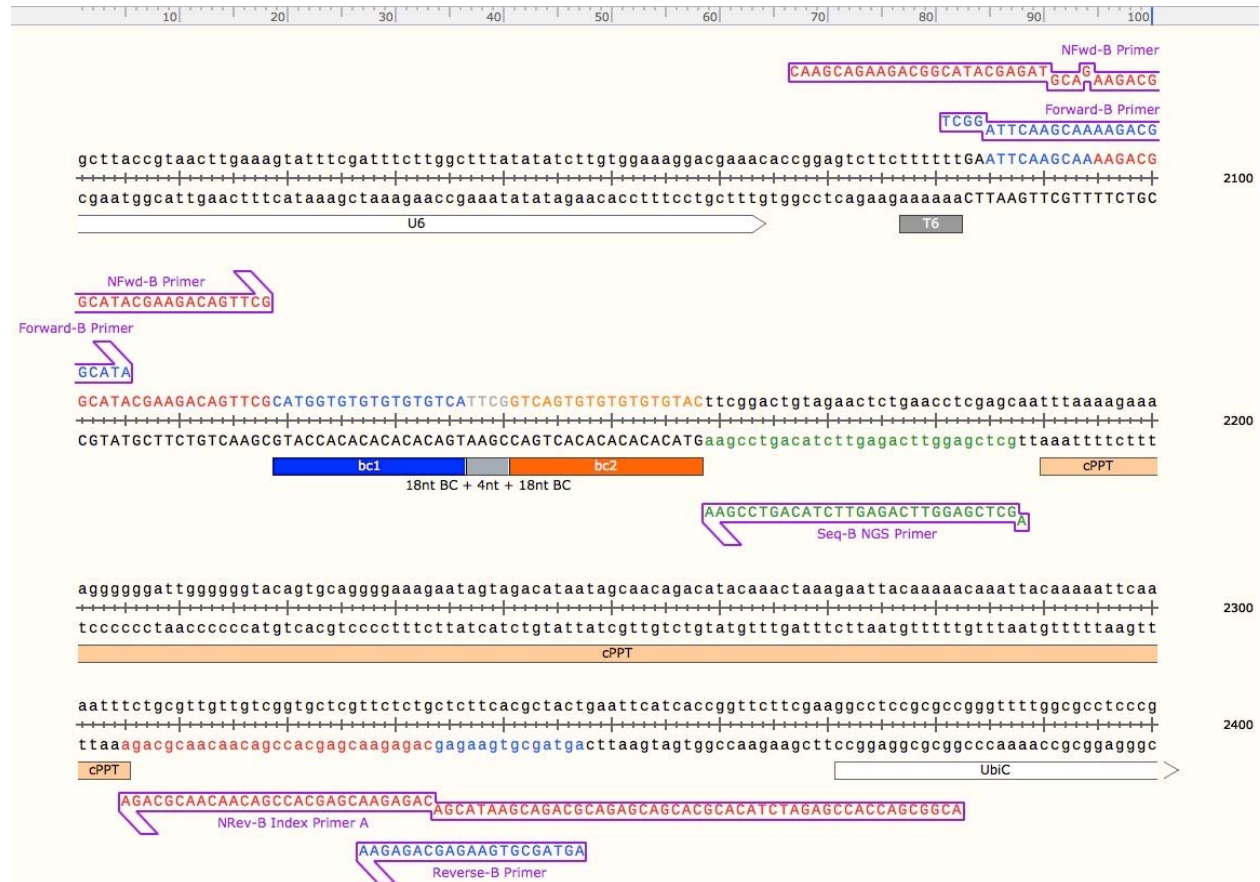 10 20 30 40 50 60 70 80 90 100
NFwd-B Primer
CAAGCAGAAGACGGCATACGAGATGCAGAAGACG
Forward-B Primer
TCGGATTCAAGCAAAAGACG
gcttaccgtaacttgaaagtatttcgatttcttggctttatatatcttgtggaaaggacgaaacaccggagtcttcttttttGAATTCAAGCAAAAGACG
2100
cgaatggcattgaactttcataaagctaaagaaccgaaatatatagaacacctttcctgctttgtggcctcagaagaaaaaaCTTAAGTTCGTTTTCTGC
U6 T6
NFwd-B Primer
GCATACGAAGACAGTTCG
Forward-B Primer
GCATA
GCATACGAAGACAGTTCGCATGGTGTGTGTGTGTCATTCGGTCAGTGTGTGTGTGTACttcggactgtagaactctgaacctcgagcaatttaaaagaaa
2200
CGTATGCTTCTGTCAAGCGTACCACACACACACAGTAAGCCAGTCACACACACACATGaagcctgacatcttgagacttggagctcgttaaattttcttt
bc1 bc2 cPPT
18nt BC + 4nt + 18nt BC
AAGCCTGACATCTTGAGACTTGGAGCTCGA
Seq-B NGS Primer
aggggggattggggggtacagtgcaggggaaagaatagtagacataatagcaacagacatacaaactaaagaattacaaaaacaaattacaaaaattcaa
2300
tcccccctaaccccccatgtcacgtcccctttcttatcatctgtattatcgttgtctgtatgtttgatttcttaatgtttttgtttaatgtttttaagtt
cPPT
aatttctgcgttgttgtcggtgctcgttctctgctcttcacgctactgaattcatcaccggttcttcgaaggcctccgcgccgggttttggcgcctcccg
2400
ttaaagacgcaacaacagccacgagcaagagacgagaagtgcgatgacttaagtagtggccaagaagcttccggaggcgcggcccaaaaccgcggagggc
cPPT UbiC
AGACGCAACAACAGCCACGAGCAAGAGACAGCATAAGCAGACGCAGAGCAGCACGCACATCTAGAGCCACCAGCGGCA
NRev-B Index Primer A
AAGAGACGAGAAGTGCGATGA
Reverse-B Primer